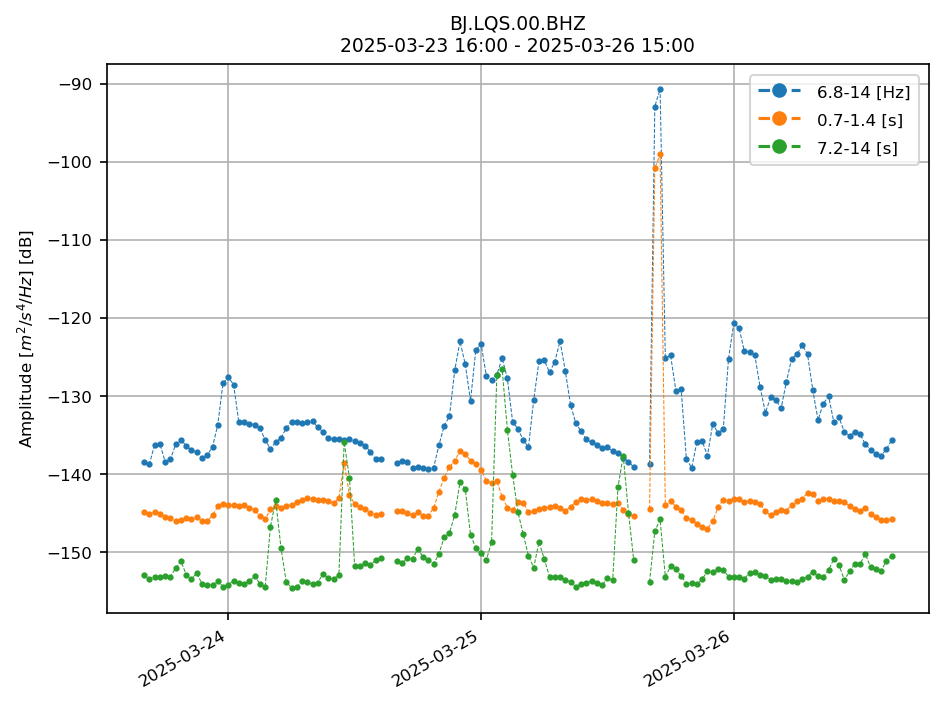 BJ.LQS.00.BHZ
2025-03-23 16:00 - 2025-03-26 15:00
Amplitude [m²/s⁴/Hz] [dB]
−90
−100
−110
−120
−130
−140
−150
6.8-14 [Hz]
0.7-1.4 [s]
7.2-14 [s]
2025-03-24
2025-03-25
2025-03-26